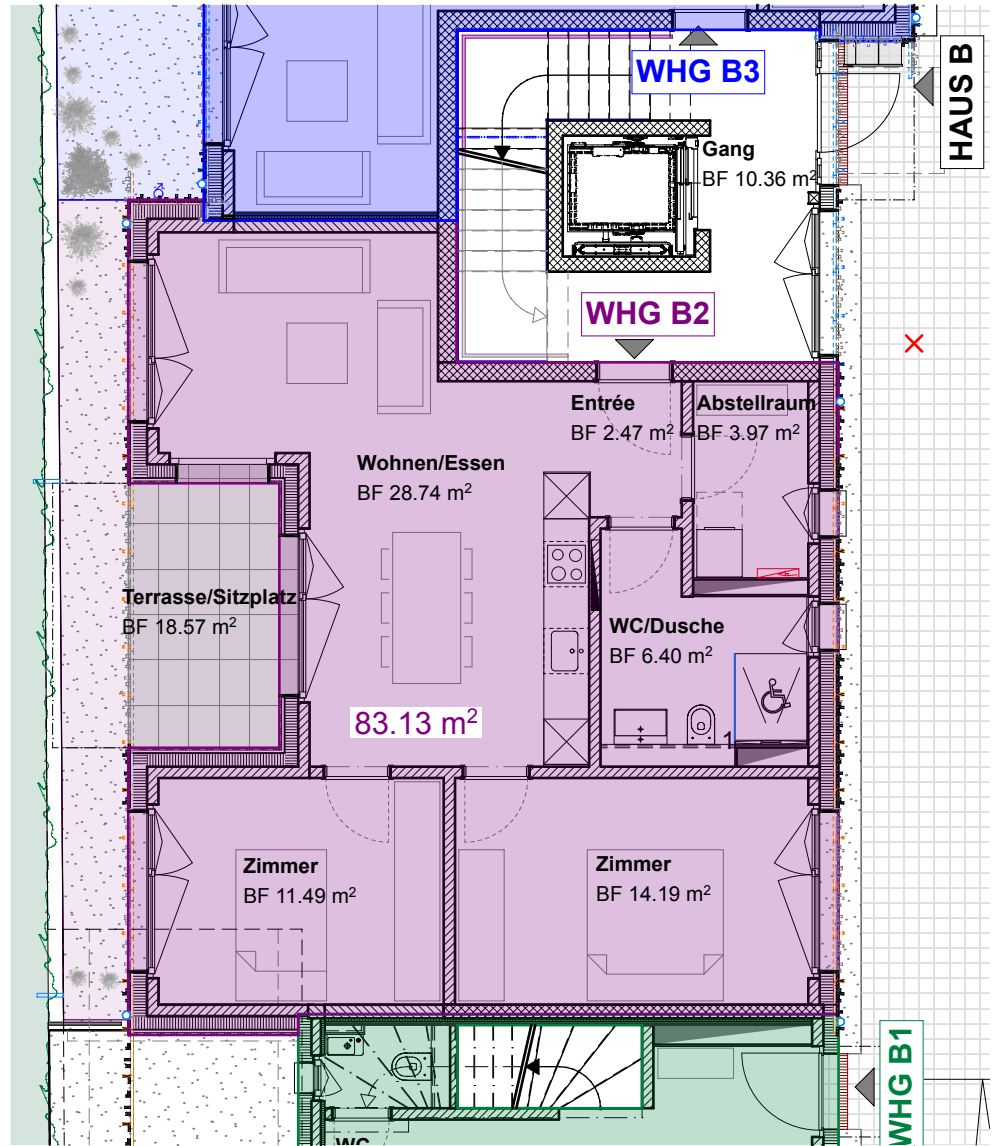 WHG B3
HAUS B
Gang
BF 10.36 m²
WHG B2
Entrée
BF 2.47 m²
Abstellraum
BF 3.97 m²
Wohnen/Essen
BF 28.74 m²
Terrasse/Sitzplatz
BF 18.57 m²
WC/Dusche
BF 6.40 m²
83.13 m²
1
Zimmer
BF 11.49 m²
Zimmer
BF 14.19 m²
WHG B1
WC